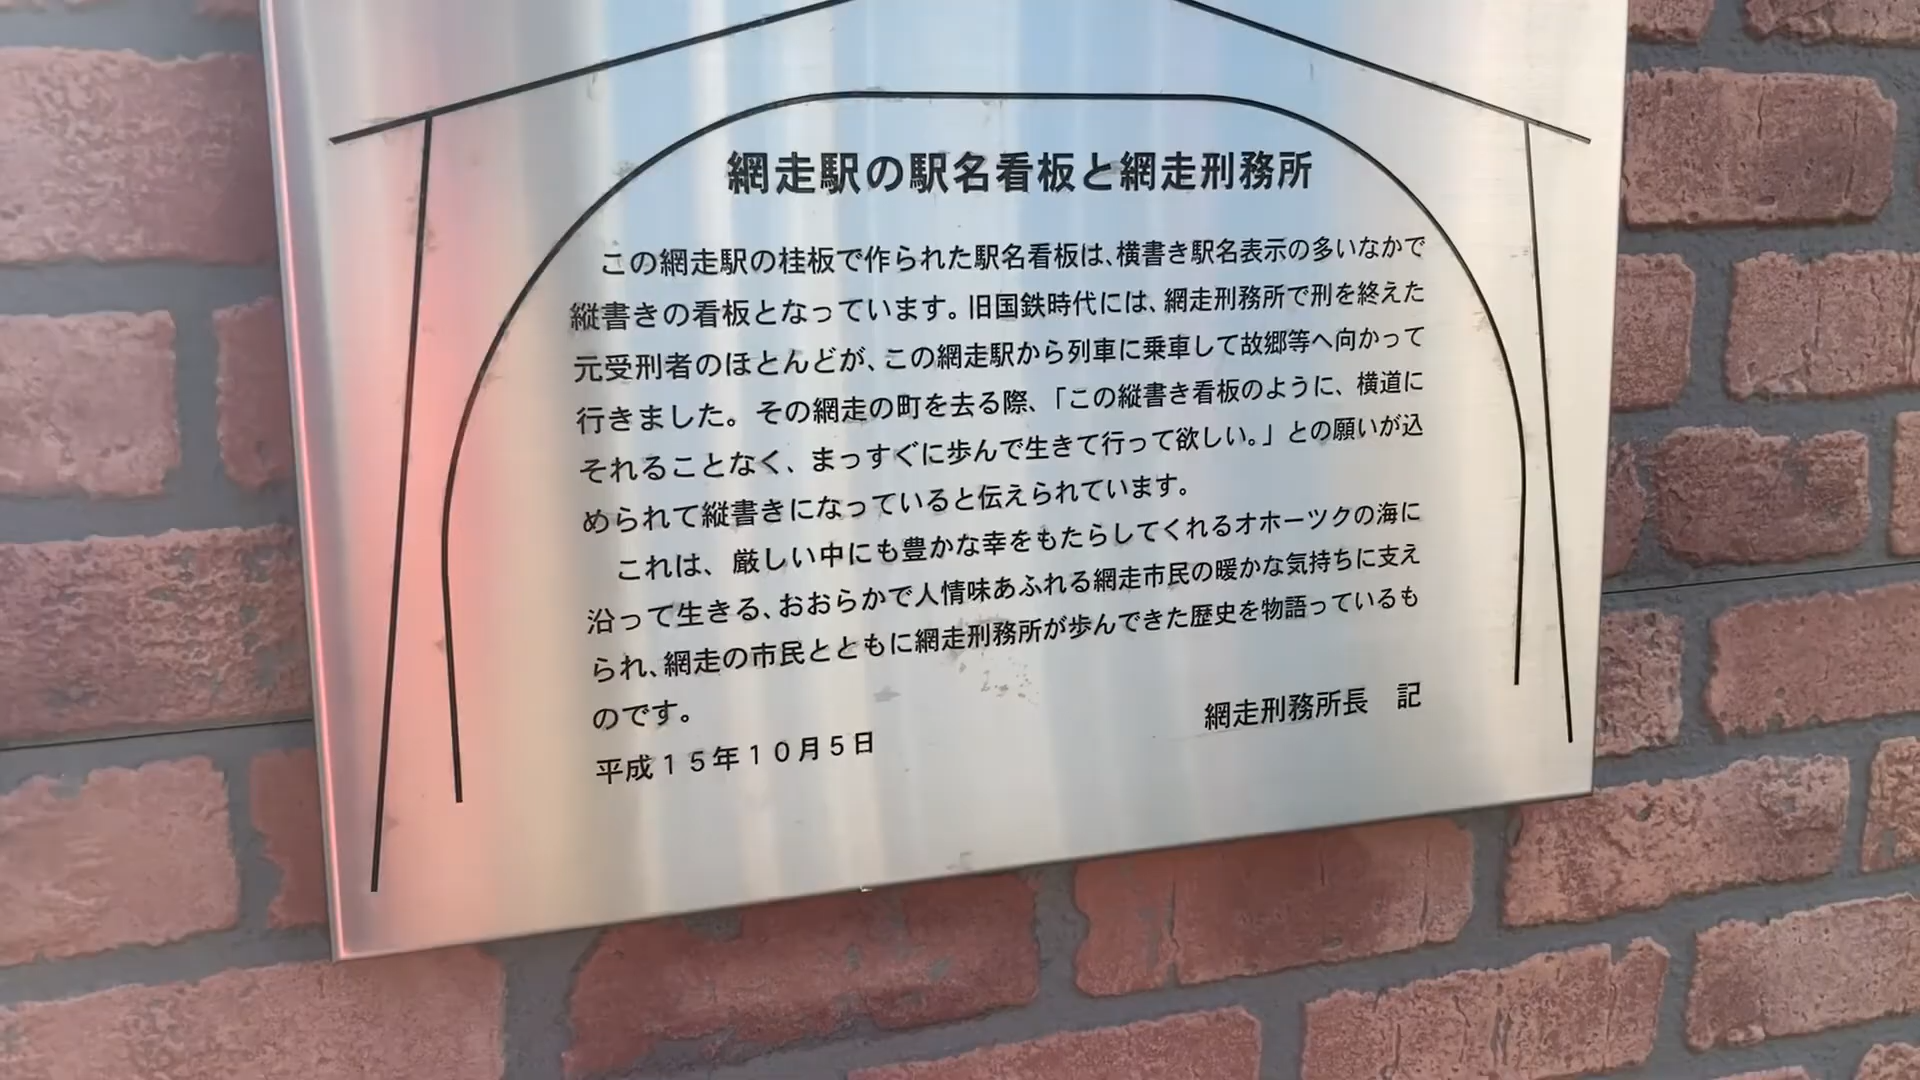 網走駅の駅名看板と網走刑務所
この網走駅の桂板で作られた駅名看板は、横書き駅名表示の多いなかで
縦書きの看板となっています。旧国鉄時代には、網走刑務所で刑を終えた
元受刑者のほとんどが、この網走駅から列車に乗車して故郷等へ向かって
行きました。その網走の町を去る際、「この縦書き看板のように、横道に
それることなく、まっすぐに歩んで生きて行って欲しい。」との願いが込
められて縦書きになっていると伝えられています。
これは、厳しい中にも豊かな幸をもたらしてくれるオホーツクの海に
沿って生きる、おおらかで人情味あふれる網走市民の暖かな気持ちに支え
られ、網走の市民とともに網走刑務所が歩んできた歴史を物語っているも
のです。
網走刑務所長 記
平成15年10月5日